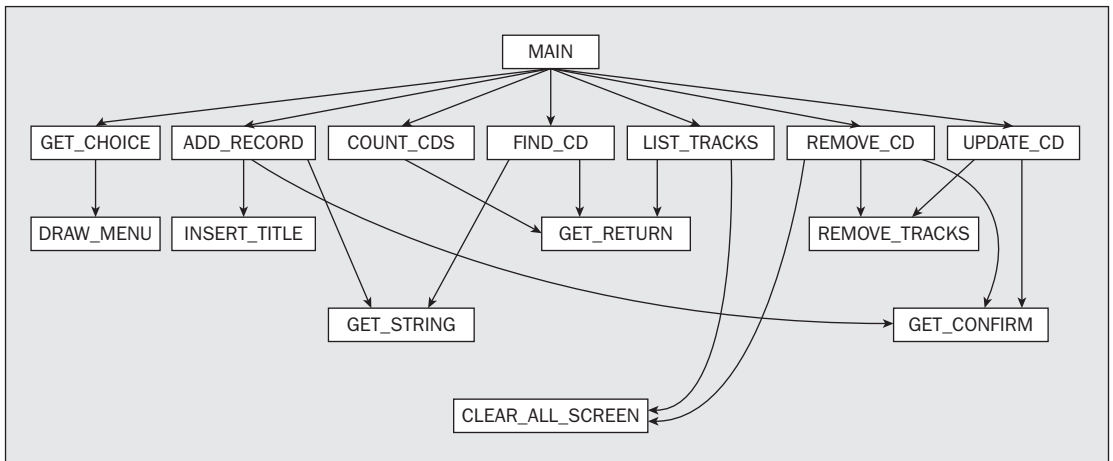 MAIN
GET_CHOICE
ADD_RECORD
COUNT_CDS
FIND_CD
LIST_TRACKS
REMOVE_CD
UPDATE_CD
DRAW_MENU
INSERT_TITLE
GET_RETURN
REMOVE_TRACKS
GET_STRING
GET_CONFIRM
CLEAR_ALL_SCREEN